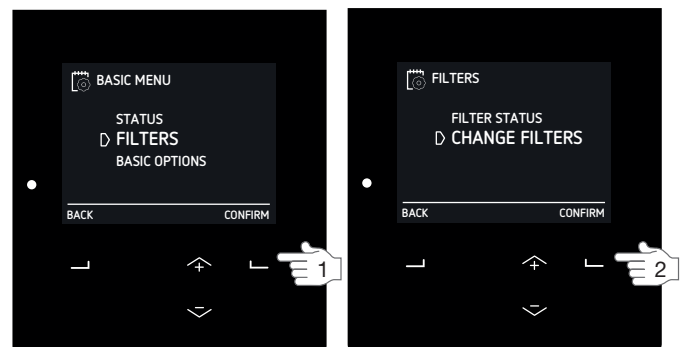 BASIC MENU
STATUS
FILTERS
BASIC OPTIONS
BACK CONFIRM
1
FILTERS
FILTER STATUS
CHANGE FILTERS
BACK CONFIRM
2